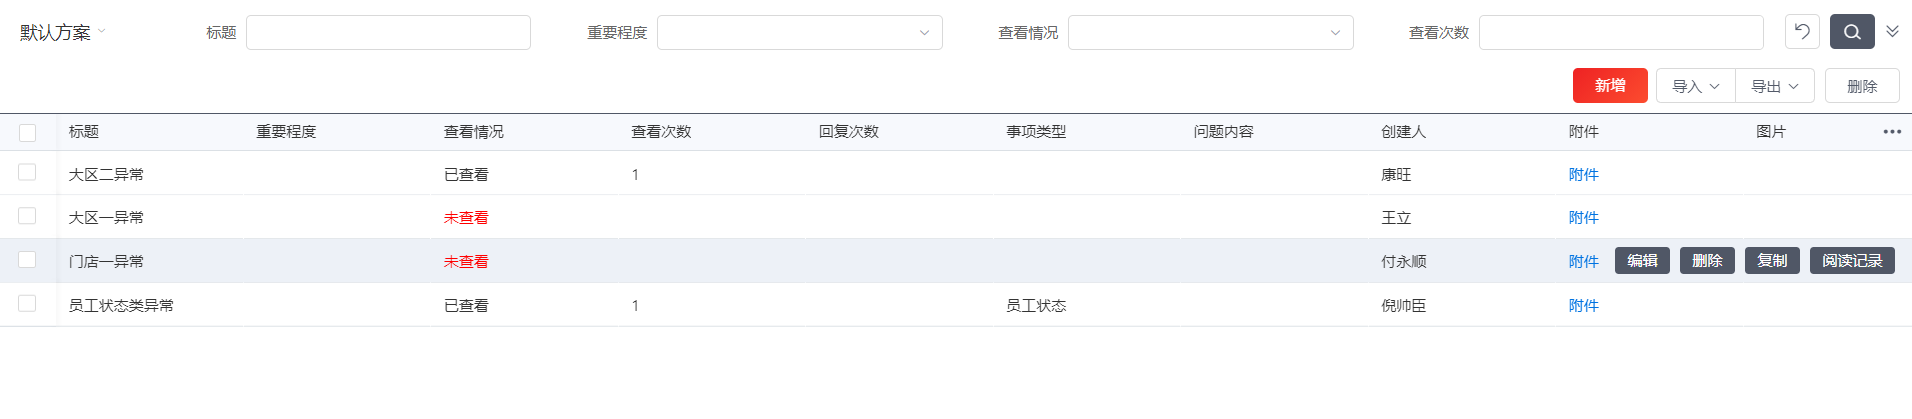 默认方案 标题 重要程度 查看情况 查看次数
新增 导入 导出 删除
标题 重要程度 查看情况 查看次数 回复次数 事项类型 问题内容 创建人 附件 图片
大区二异常 已查看 1 康旺 附件
大区一异常 未查看 王立 附件
门店一异常 未查看 付永顺 附件 编辑 删除 复制 阅读记录
员工状态类异常 已查看 1 员工状态 倪帅臣 附件